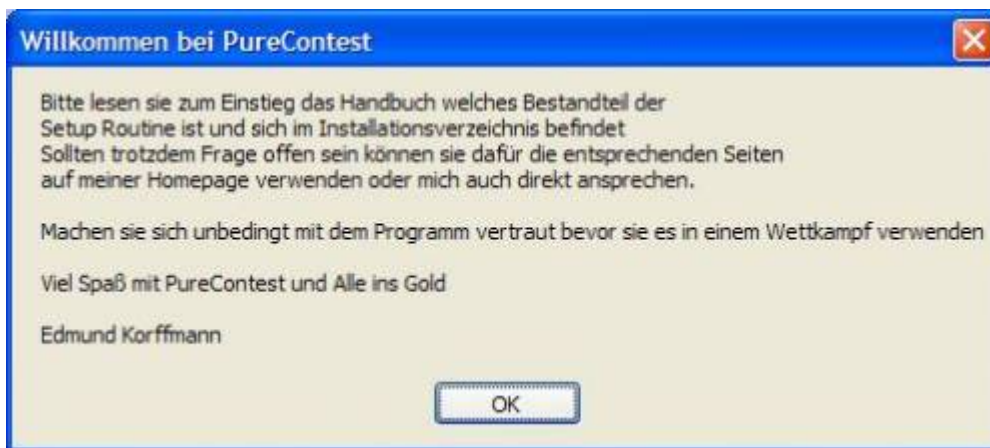 Willkommen bei PureContest
Bitte lesen sie zum Einstieg das Handbuch welches Bestandteil der
Setup Routine ist und sich im Installationsverzeichnis befindet
Sollten trotzdem Frage offen sein können sie dafür die entsprechenden Seiten
auf meiner Homepage verwenden oder mich auch direkt ansprechen.
Machen sie sich unbedingt mit dem Programm vertraut bevor sie es in einem Wettkampf verwenden
Viel Spaß mit PureContest und Alle ins Gold
Edmund Korffmann
OK